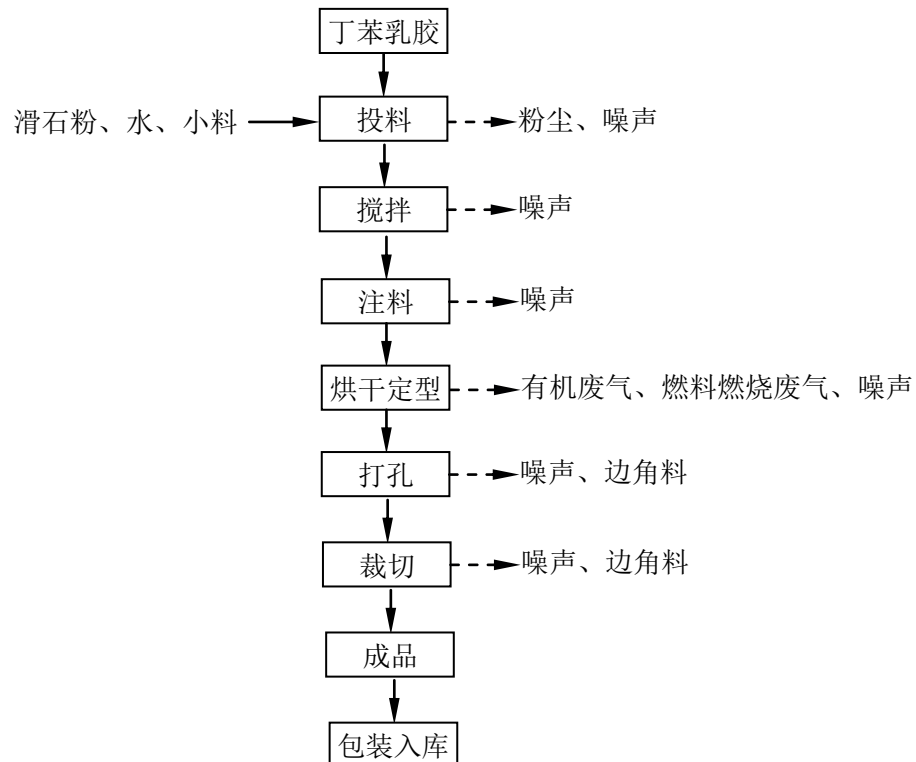 丁苯乳胶
滑石粉、水、小料
投料
粉尘、噪声
搅拌
噪声
注料
噪声
烘干定型
有机废气、燃料燃烧废气、噪声
打孔
噪声、边角料
裁切
噪声、边角料
成品
包装入库